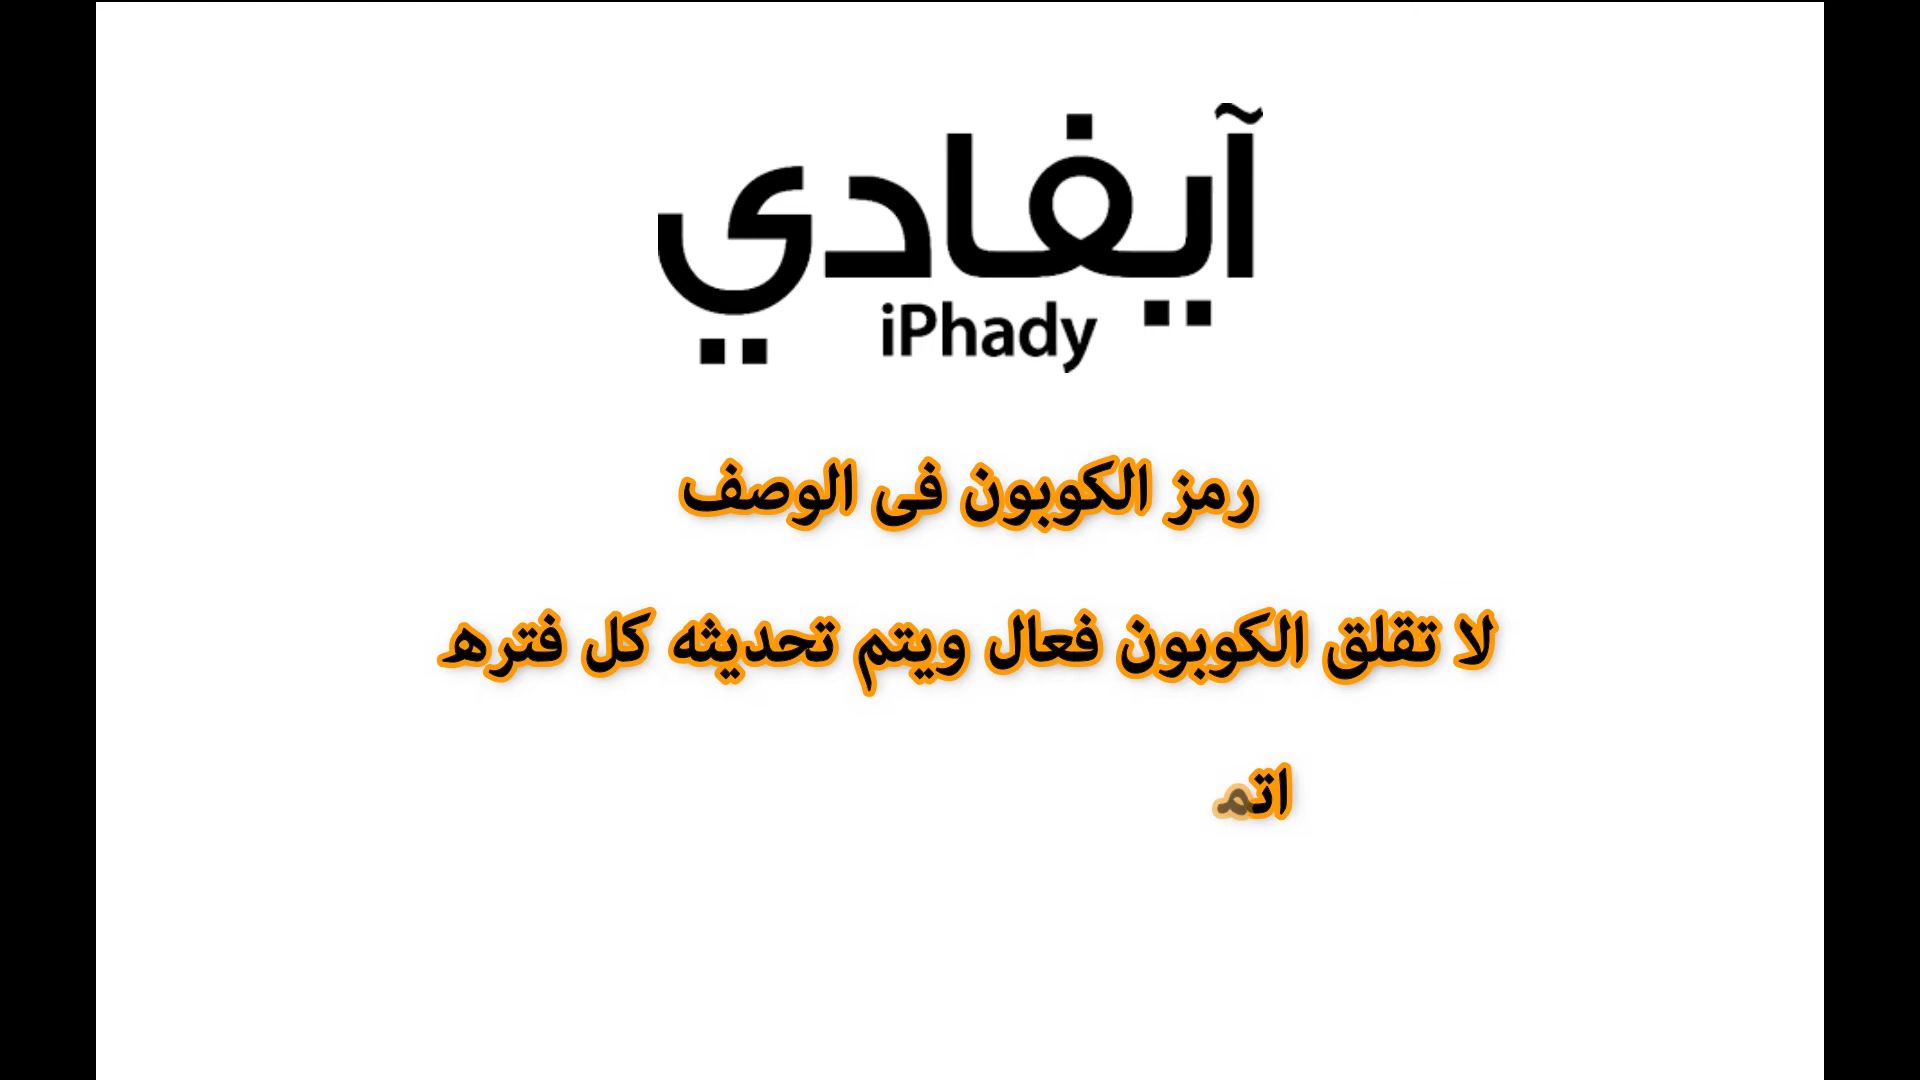 آيفادي
iPhady
رمز الكوبون فى الوصف
لا تقلق الكوبون فعال ويتم تحديثه كل فتره
اتم